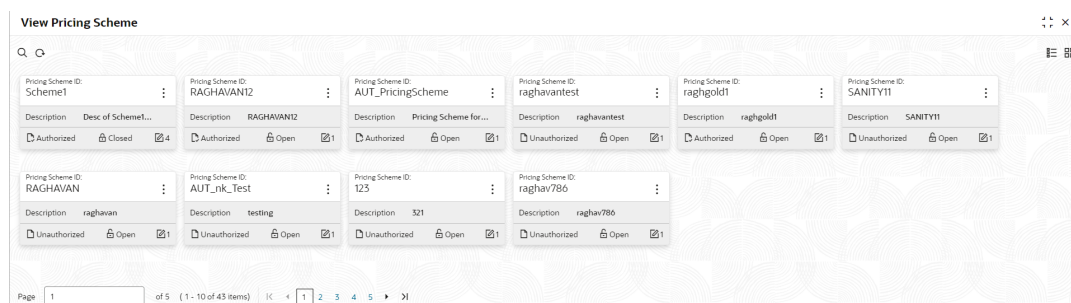 View Pricing Scheme
Pricing Scheme ID: Pricing Scheme ID: Pricing Scheme ID: Pricing Scheme ID: Pricing Scheme ID: Pricing Scheme ID:
Scheme1 RAGHAVAN12 AUT_PricingScheme raghavantest raghgold1 SANITY11
Description Desc of Scheme1... Description RAGHAVAN12 Description Pricing Scheme for... Description raghavantest Description raghgold1 Description SANITY11
Authorized Closed 4 Authorized Open 1 Authorized Open 1 Unauthorized Open 1 Authorized Open 1 Unauthorized Open 1
Pricing Scheme ID: Pricing Scheme ID: Pricing Scheme ID: Pricing Scheme ID:
RAGHAVAN AUT_nk_Test 123 raghav786
Description raghavan Description testing Description 321 Description raghav786
Unauthorized Open 1 Unauthorized Open 1 Unauthorized Open 1 Unauthorized Open 1
Page 1 of 5 (1 - 10 of 43 items) 1 2 3 4 5